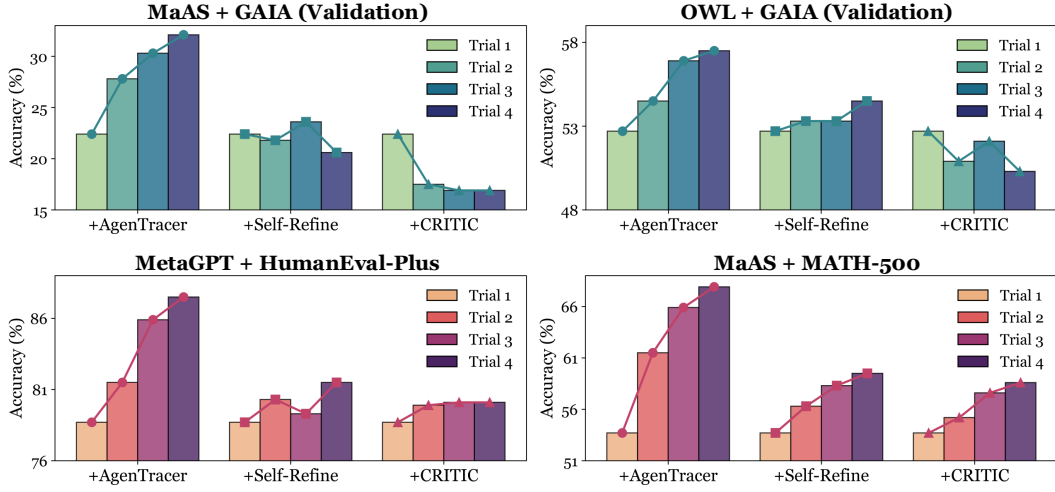 MaAS + GAIA (Validation)
Accuracy (%)
30
25
20
15
Trial 1
Trial 2
Trial 3
Trial 4
+AgenTracer
+Self-Refine
+CRITIC
OWL + GAIA (Validation)
Accuracy (%)
58
53
48
Trial 1
Trial 2
Trial 3
Trial 4
+AgenTracer
+Self-Refine
+CRITIC
MetaGPT + HumanEval-Plus
Accuracy (%)
86
81
76
Trial 1
Trial 2
Trial 3
Trial 4
+AgenTracer
+Self-Refine
+CRITIC
MaAS + MATH-500
Accuracy (%)
66
61
56
51
Trial 1
Trial 2
Trial 3
Trial 4
+AgenTracer
+Self-Refine
+CRITIC